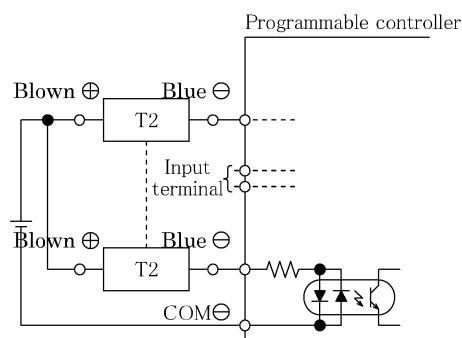 Programmable controller
Blown ⊕ Blue ⊖
T2
Input
terminal
Blown ⊕ Blue ⊖
T2
COM⊖